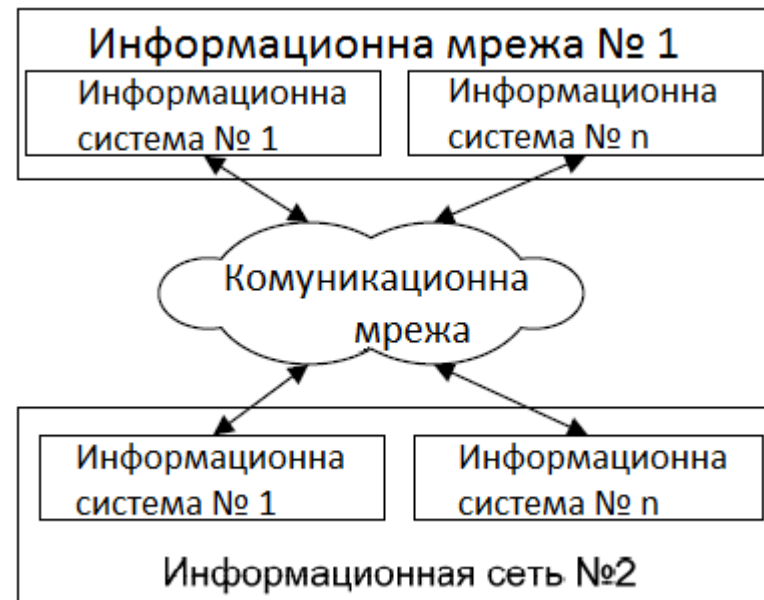 Информационна мрежа № 1
Информационна
система № 1
Информационна
система № n
Комуникационна
мрежа
Информационна
система № 1
Информационна
система № n
Информационная сеть №2